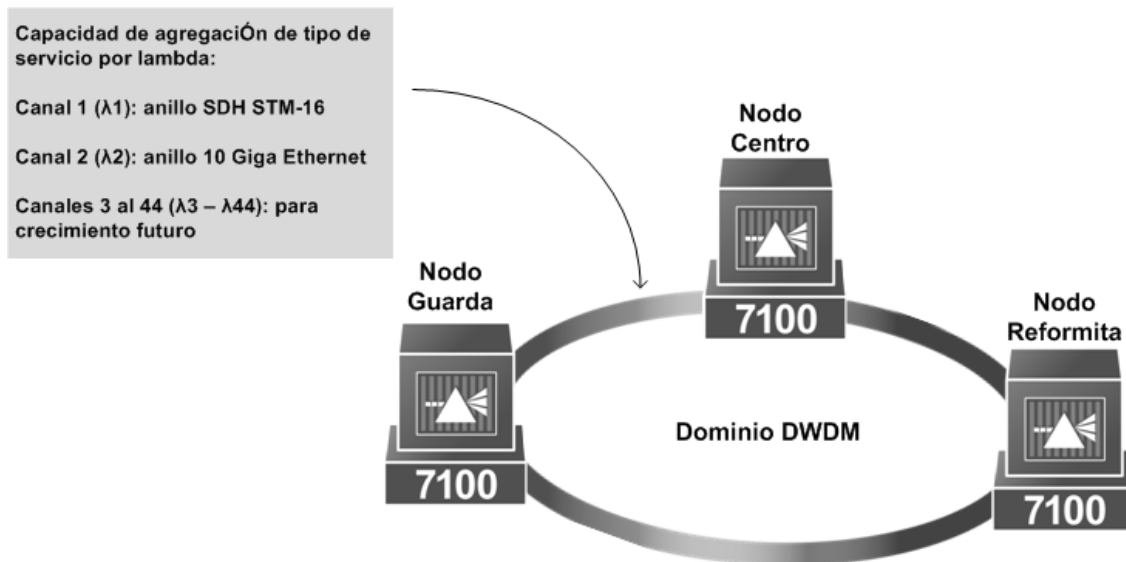 Capacidad de agregaciÓn de tipo de
servicio por lambda:
Canal 1 (λ1): anillo SDH STM-16
Canal 2 (λ2): anillo 10 Giga Ethernet
Canales 3 al 44 (λ3 – λ44): para
crecimiento futuro
Nodo
Centro
7100
Nodo
Guarda
7100
Nodo
Reformita
7100
Dominio DWDM